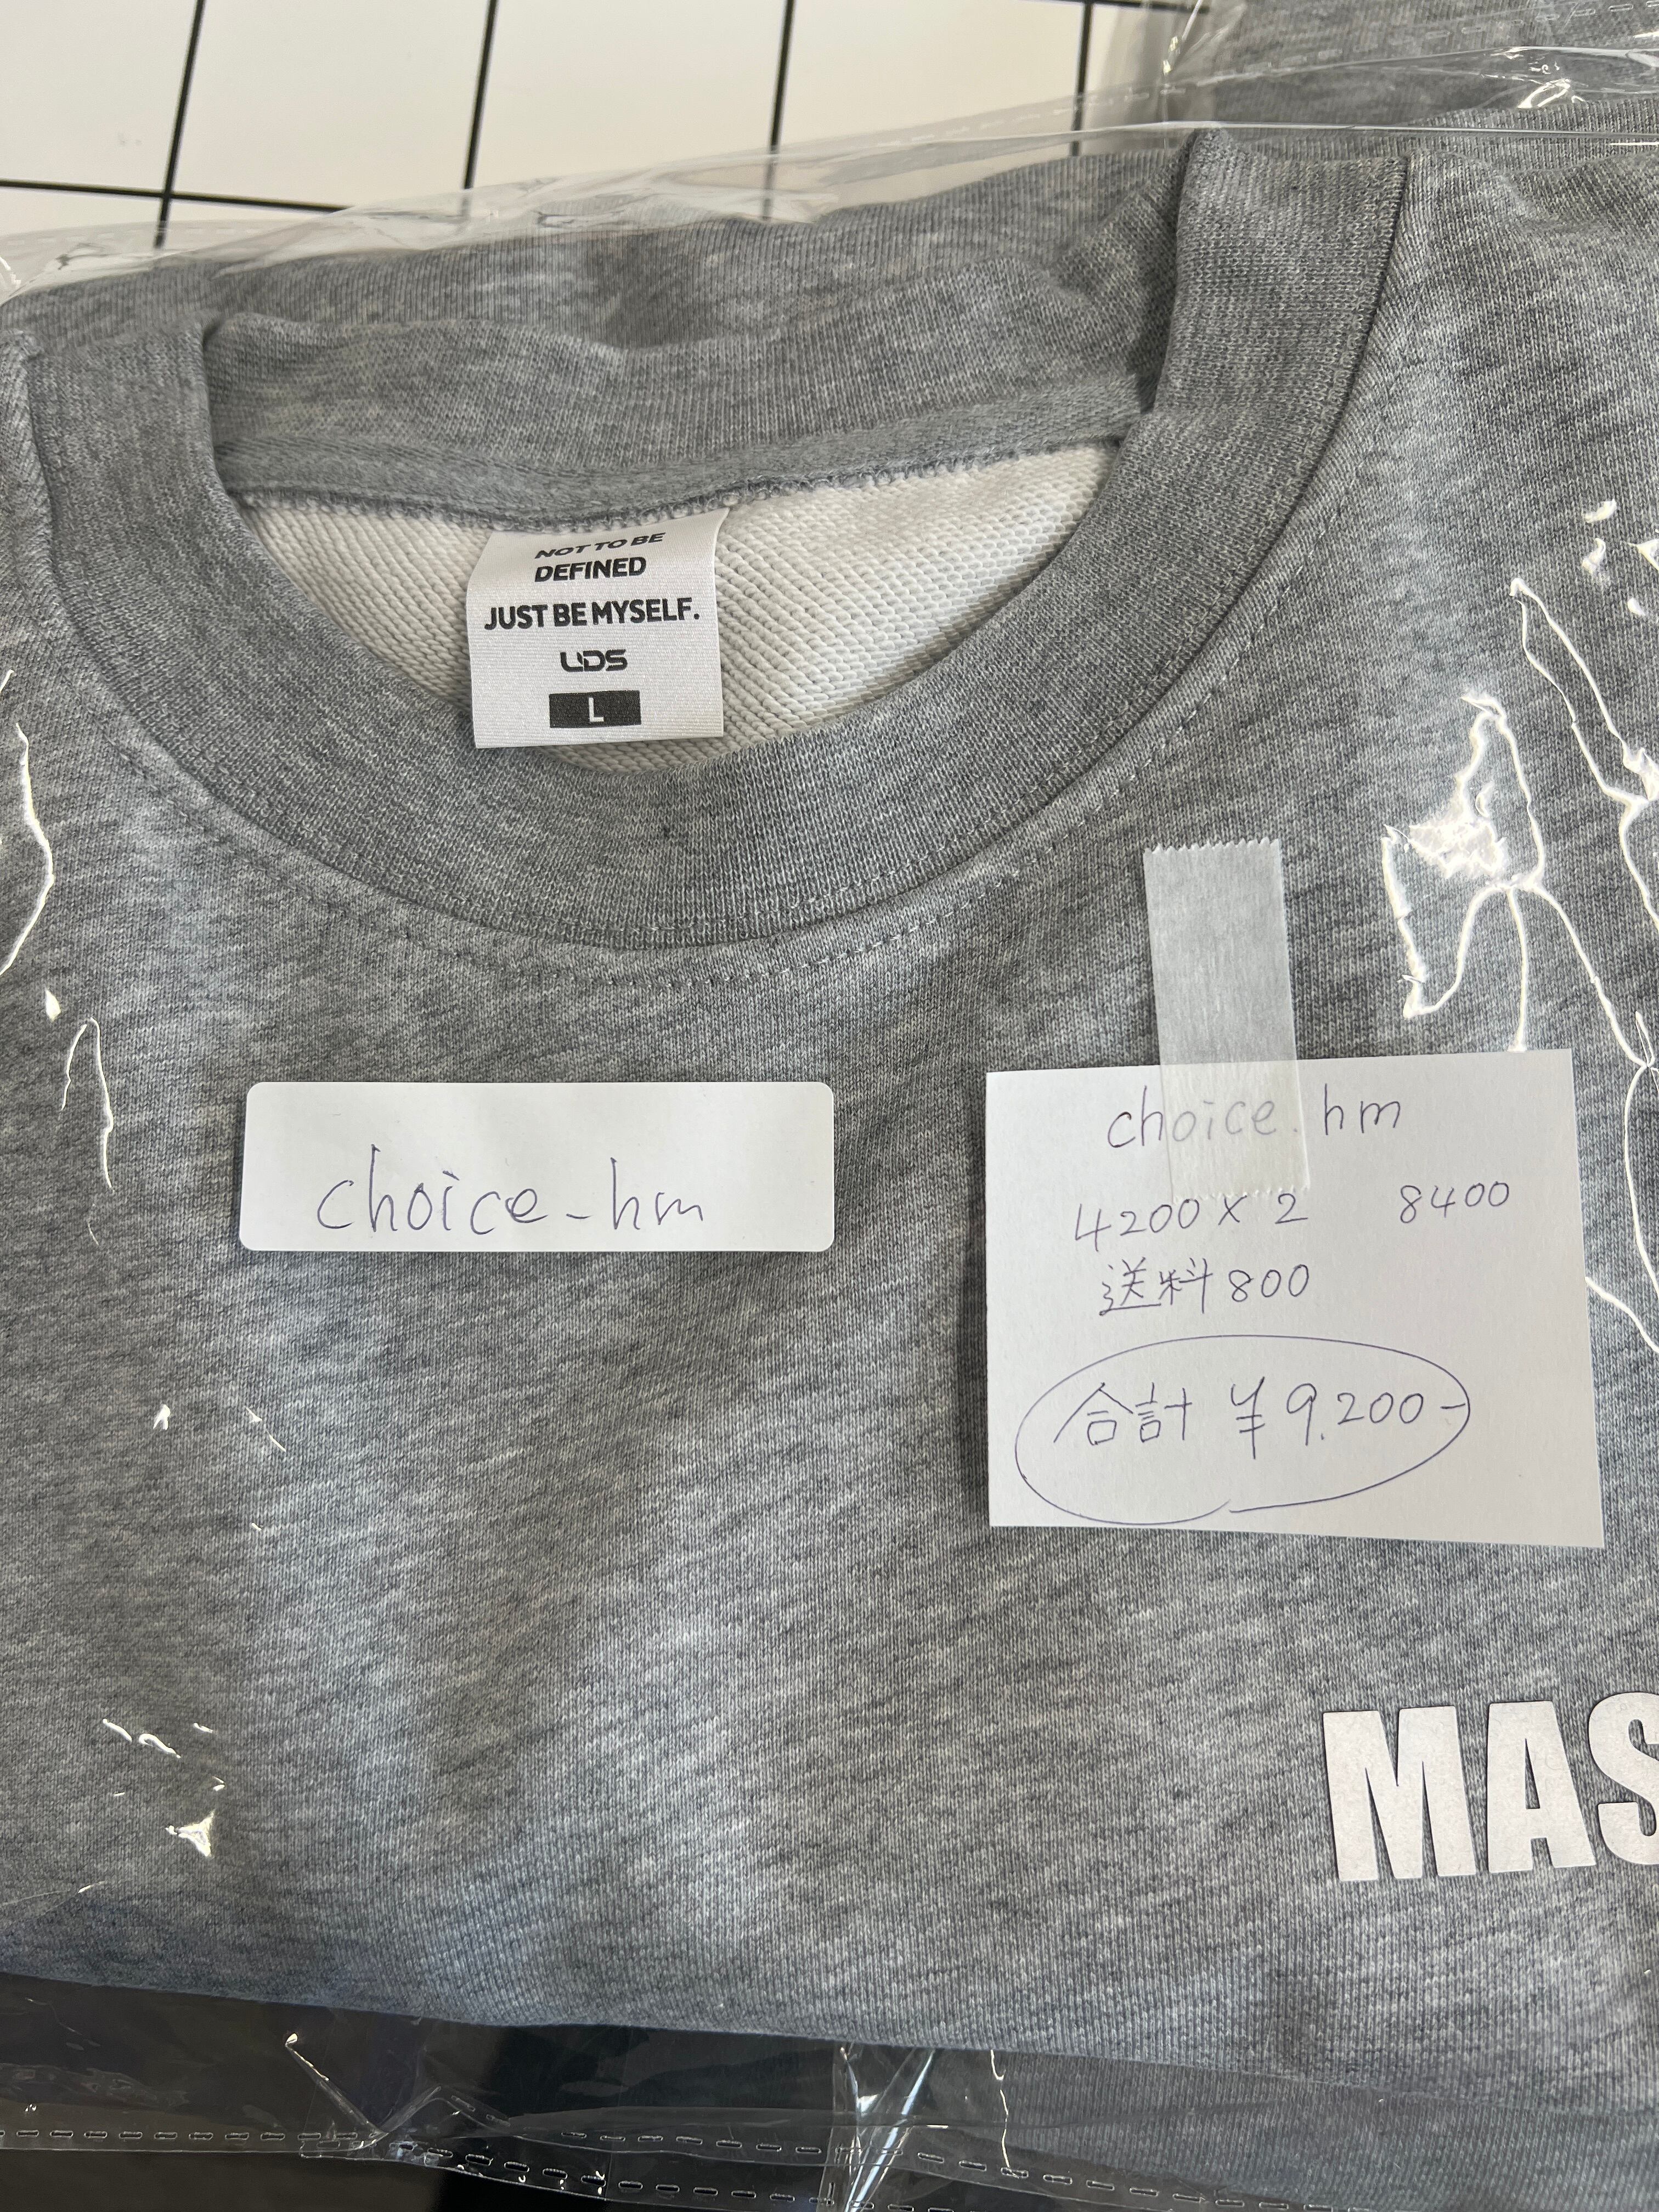 NOT TO BE
DEFINED
JUST BE MYSELF.
UDS
L
choice-hm
choice.hm
4200×2 8400
送料800
合計 ¥9.200-
MAS